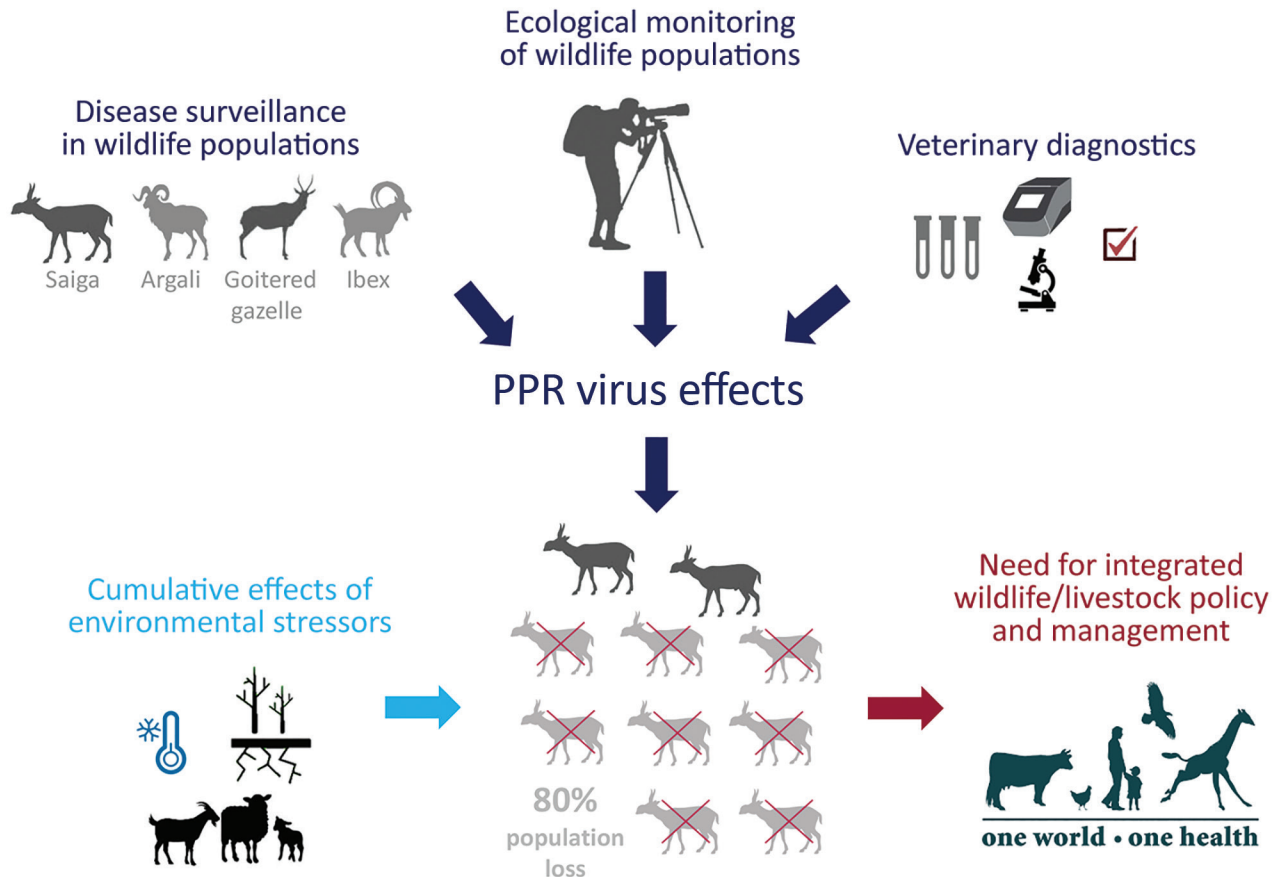 Ecological monitoring
of wildlife populations
Disease surveillance
in wildlife populations
Veterinary diagnostics
Saiga
Argali
Goitered
gazelle
Ibex
PPR virus effects
Cumulative effects of
environmental stressors
80%
population
loss
Need for integrated
wildlife/livestock policy
and management
one world • one health